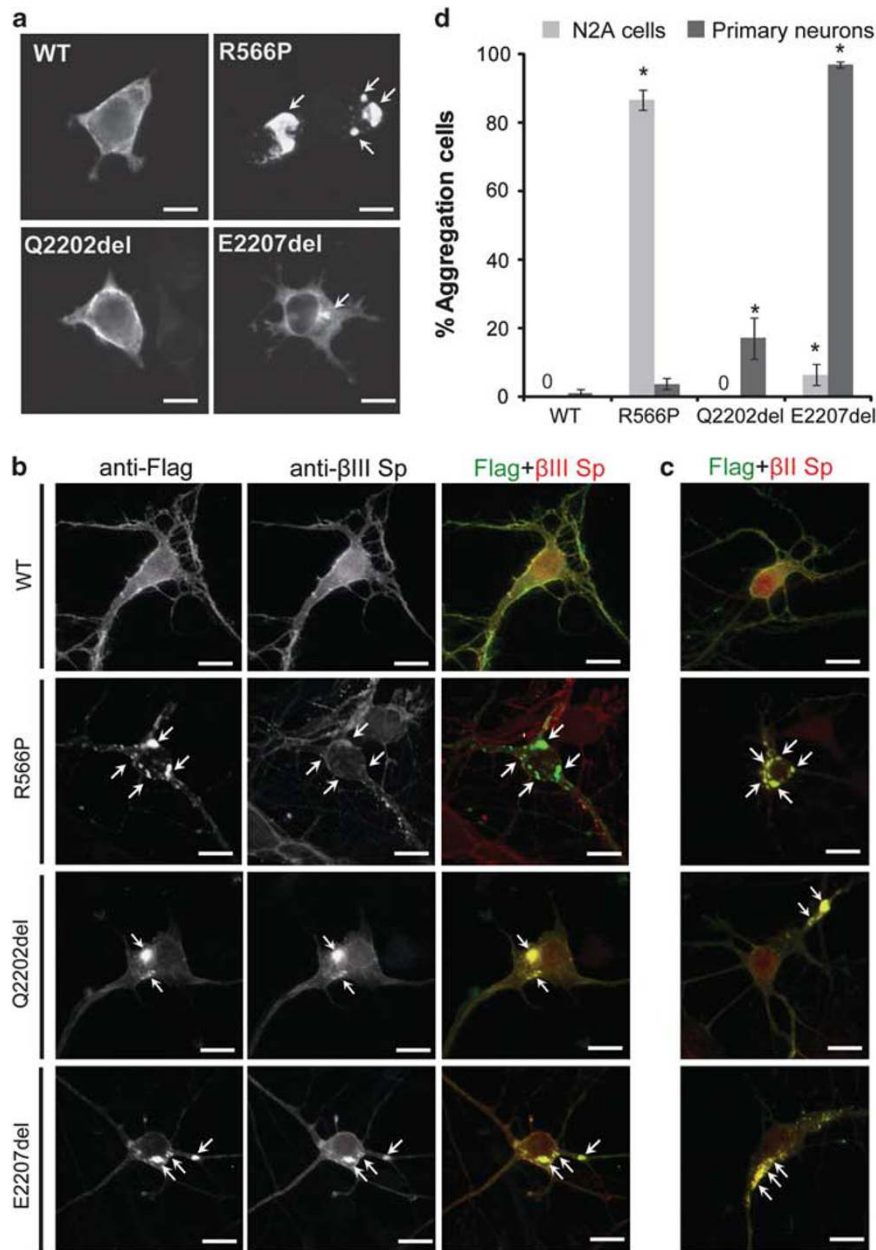 a
WT
R566P
Q2202del
E2207del
d
N2A cells
Primary neurons
% Aggregation cells
100
80
60
40
20
0
0
0
*
*
*
*
WT
R566P
Q2202del
E2207del
b
anti-Flag
anti-βIII Sp
Flag+βIII Sp
WT
R566P
Q2202del
E2207del
c
Flag+βII Sp